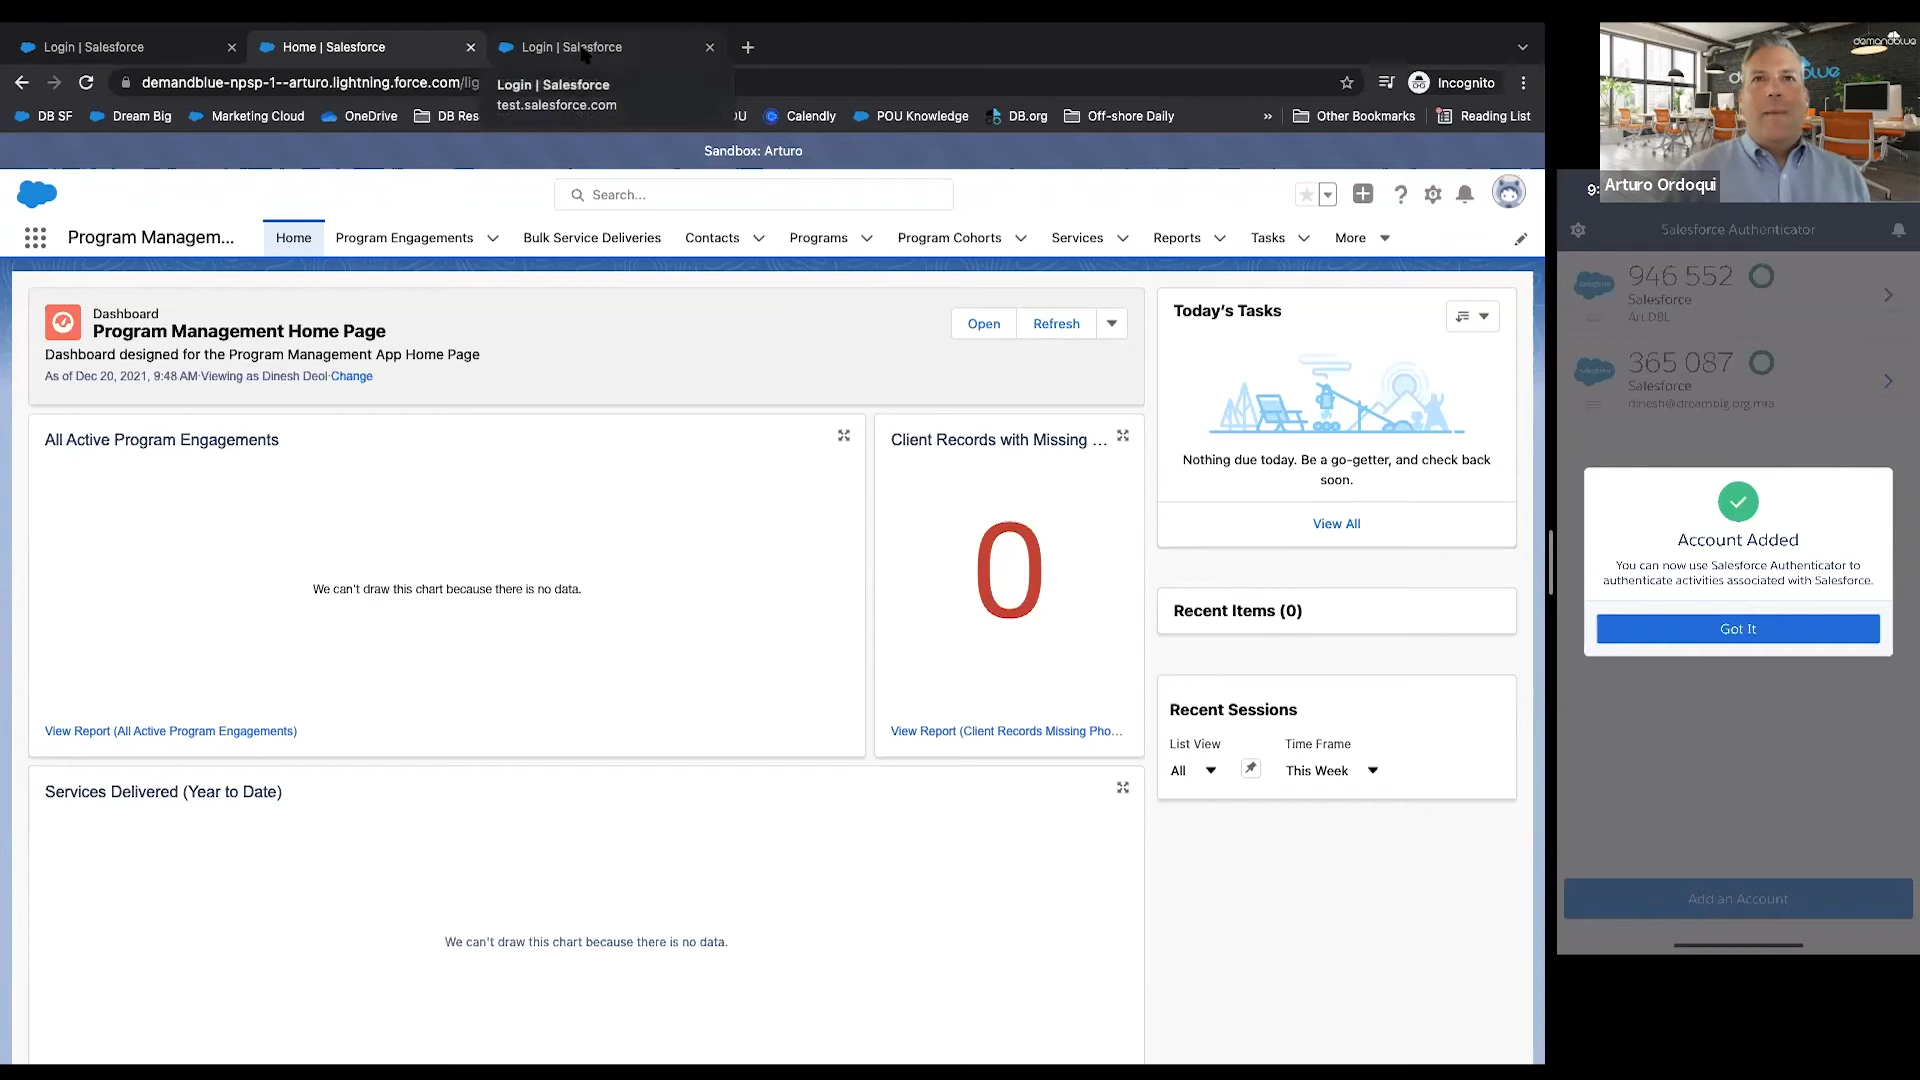 Login | Salesforce
Home | Salesforce
Login | Salesforce
demandblue-npsp-1--arturo.lightning.force.com/lig
Login | Salesforce
test.salesforce.com
Incognito
DB SF
Dream Big
Marketing Cloud
OneDrive
DB Res
OU
Calendly
POU Knowledge
DB.org
Off-shore Daily
»
Other Bookmarks
Reading List
Sandbox: Arturo
Search...
Program Managem...
Home
Program Engagements
Bulk Service Deliveries
Contacts
Programs
Program Cohorts
Services
Reports
Tasks
More
Dashboard
Program Management Home Page
Dashboard designed for the Program Management App Home Page
As of Dec 20, 2021, 9:48 AM·Viewing as Dinesh Deol·Change
Open
Refresh
All Active Program Engagements
We can't draw this chart because there is no data.
View Report (All Active Program Engagements)
Client Records with Missing ...
0
View Report (Client Records Missing Pho...
Services Delivered (Year to Date)
We can't draw this chart because there is no data.
Today's Tasks
Nothing due today. Be a go-getter, and check back
soon.
View All
Recent Items (0)
Recent Sessions
List View
Time Frame
All
This Week
demandblue
Arturo Ordoqui
9:
Salesforce Authenticator
946 552
salesforce
Salesforce
Art.DBL
365 087
salesforce
Salesforce
dinesh@dreambig.org.mra
Account Added
You can now use Salesforce Authenticator to
authenticate activities associated with Salesforce.
Got It
Add an Account